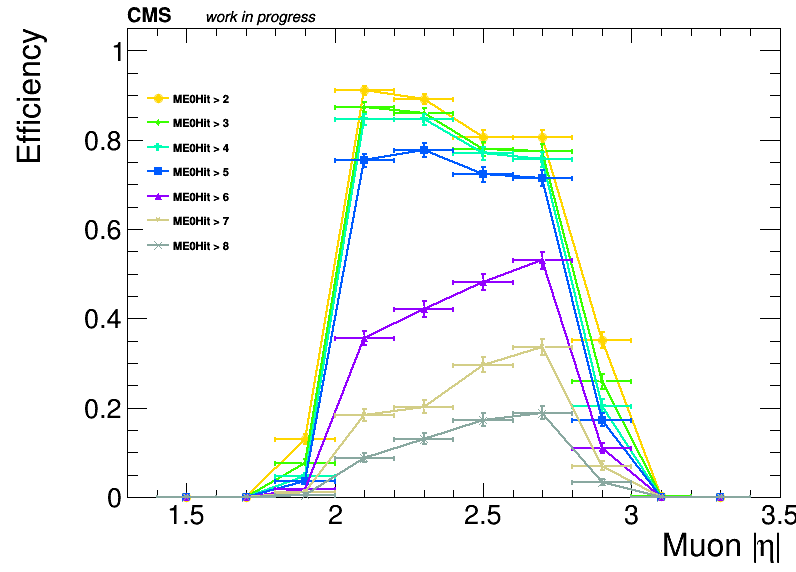 CMS work in progress
Efficiency
1
0.8
0.6
0.4
0.2
0
ME0Hit > 2
ME0Hit > 3
ME0Hit > 4
ME0Hit > 5
ME0Hit > 6
ME0Hit > 7
ME0Hit > 8
1.5 2 2.5 3 3.5
Muon |η|